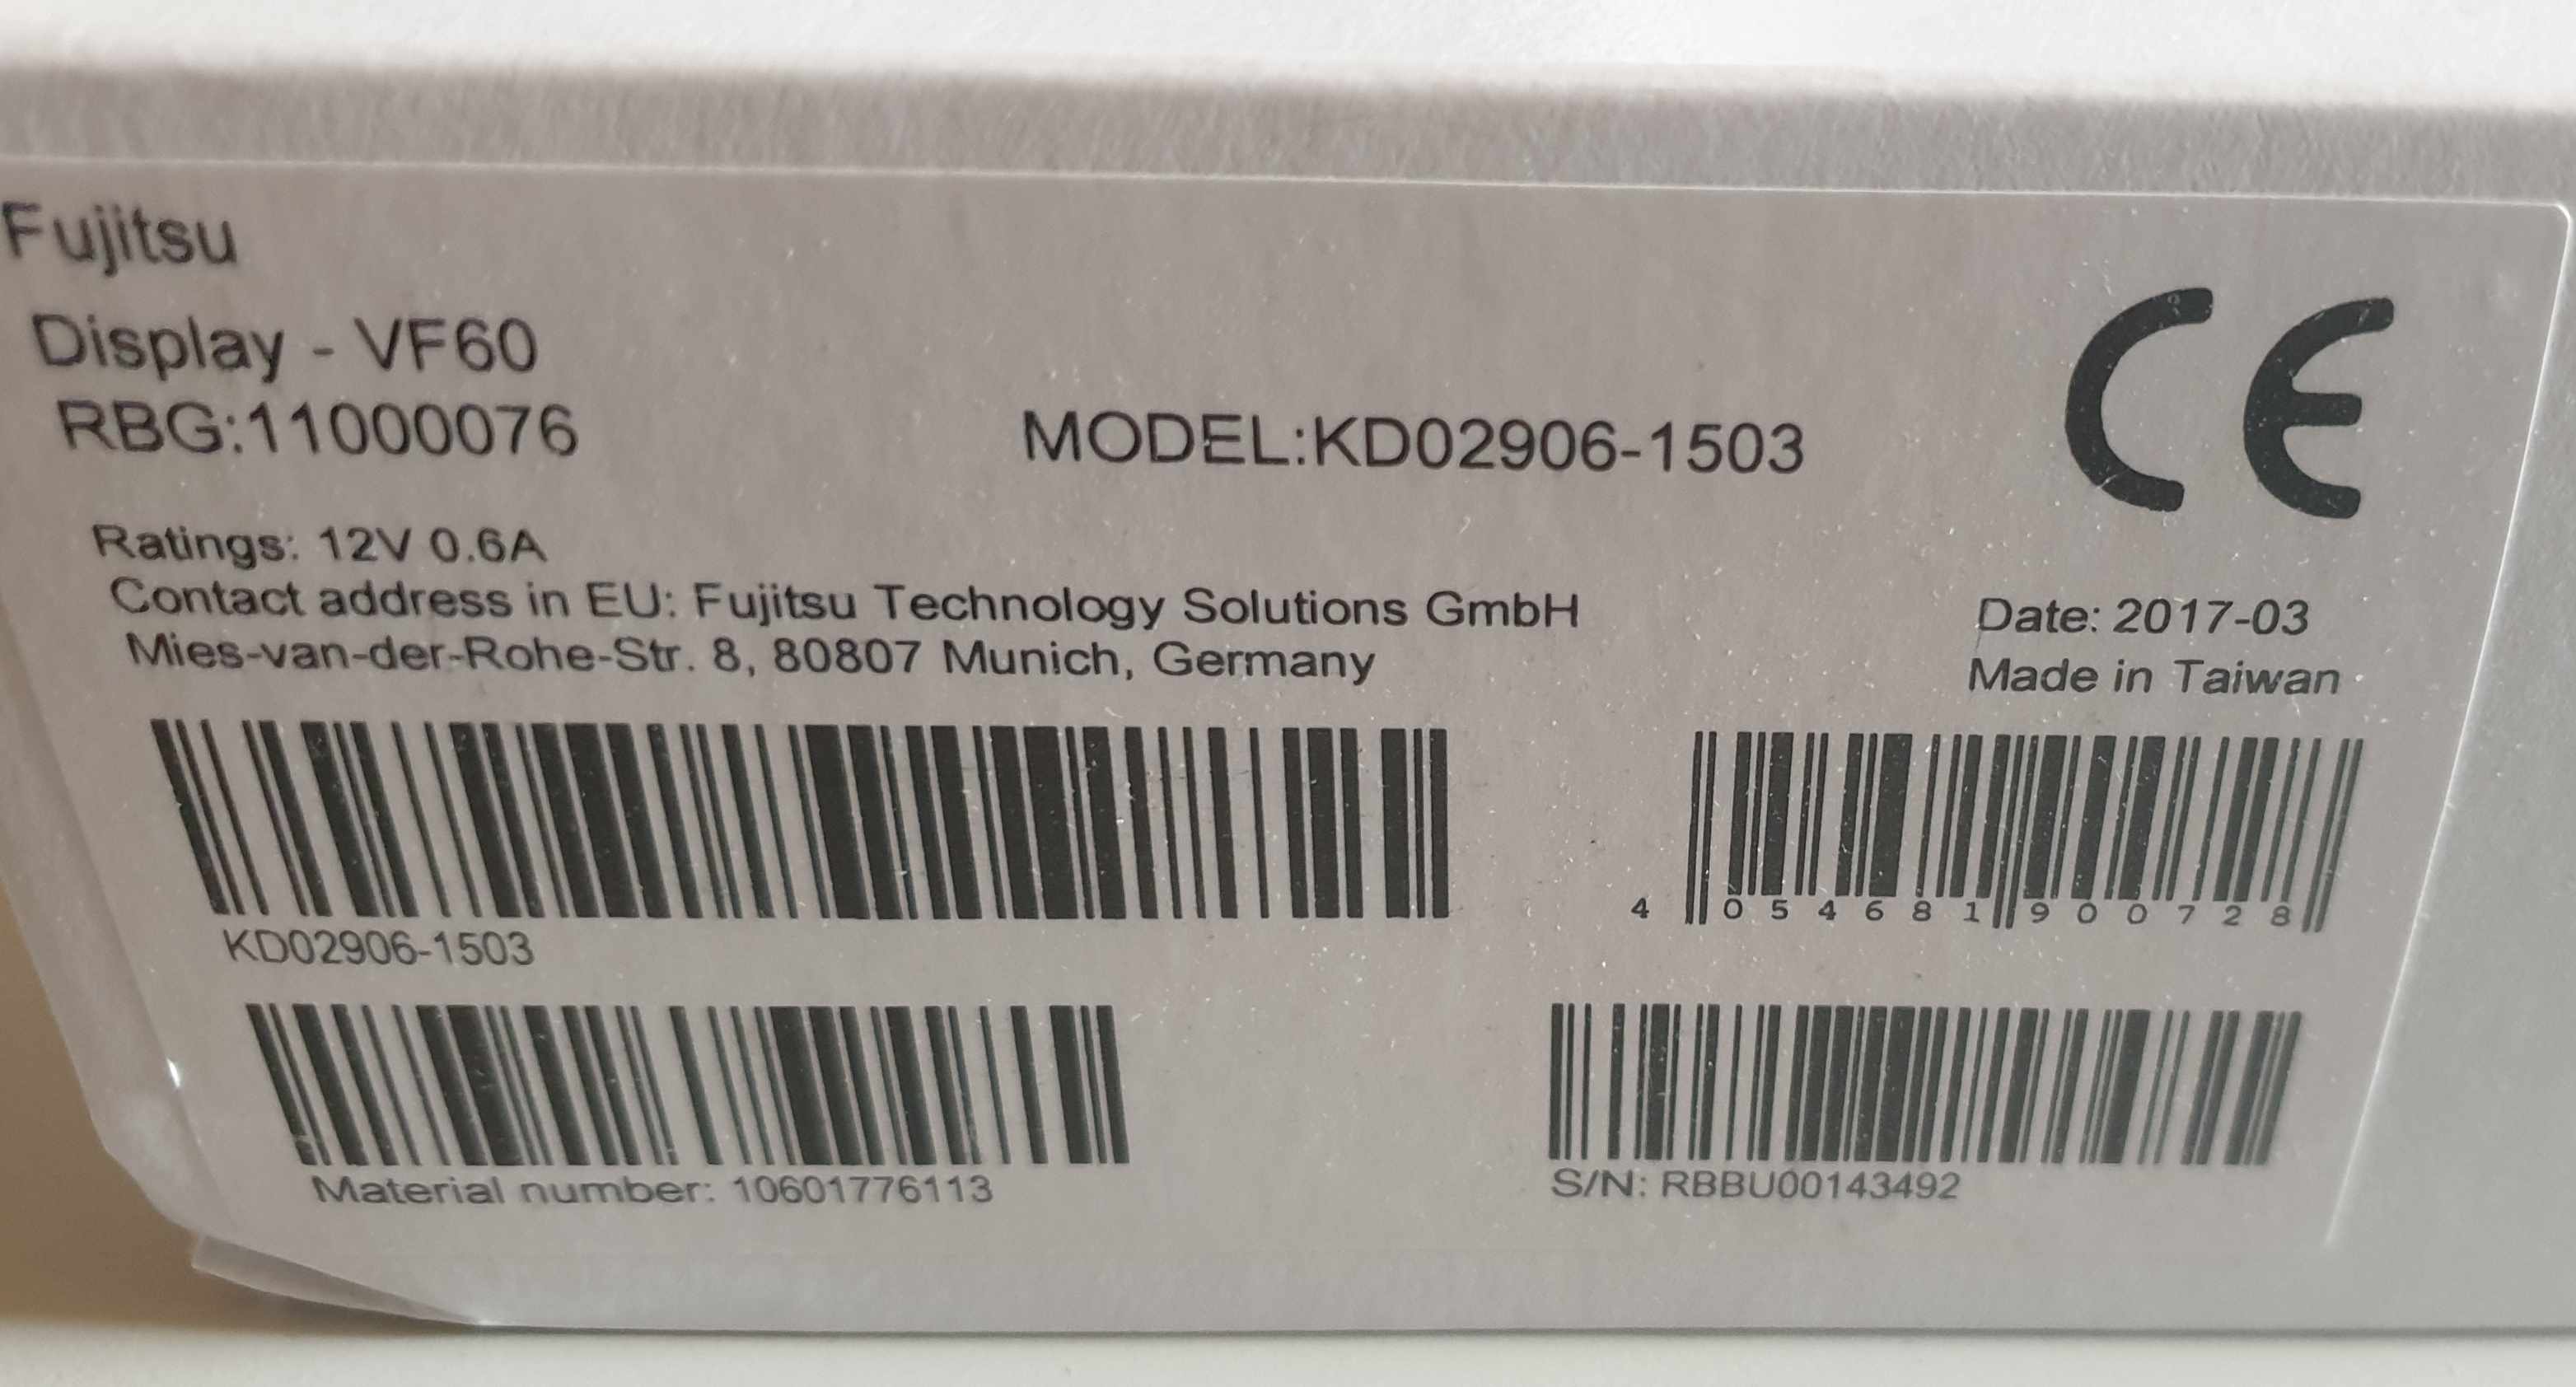 Fujitsu
Display - VF60
RBG:11000076
MODEL:KD02906-1503
CE
Ratings: 12V 0.6A
Contact address in EU: Fujitsu Technology Solutions GmbH
Mies-van-der-Rohe-Str. 8, 80807 Munich, Germany
Date: 2017-03
Made in Taiwan
KD02906-1503
4 054681 900728
Material number: 10601776113
S/N: RBBU00143492